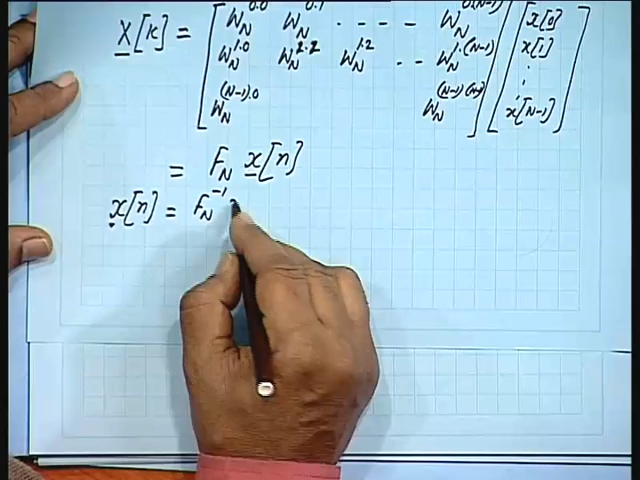 X[k] = [ W_N^{0.0} W_N^{0.1} - - - - W_N^{0(N-1)} ] [ x[0]
W_N^{1.0} W_N^{2.2} W_N^{1.2} - - W_N^{1.(N-1)} x[1]
W_N^{(N-1).0} W_N^{(N-1)(N-1)} x[N-1] ]
= F_N x[n]
x[n] = F_N^{-1}